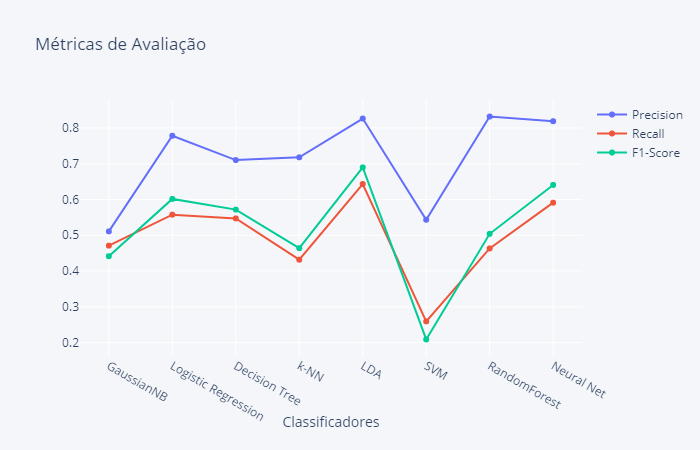 Métricas de Avaliação
Precision
Recall
F1-Score
0.8
0.7
0.6
0.5
0.4
0.3
0.2
GaussianNB
Logistic Regression
Decision Tree
k-NN
LDA
SVM
RandomForest
Neural Net
Classificadores